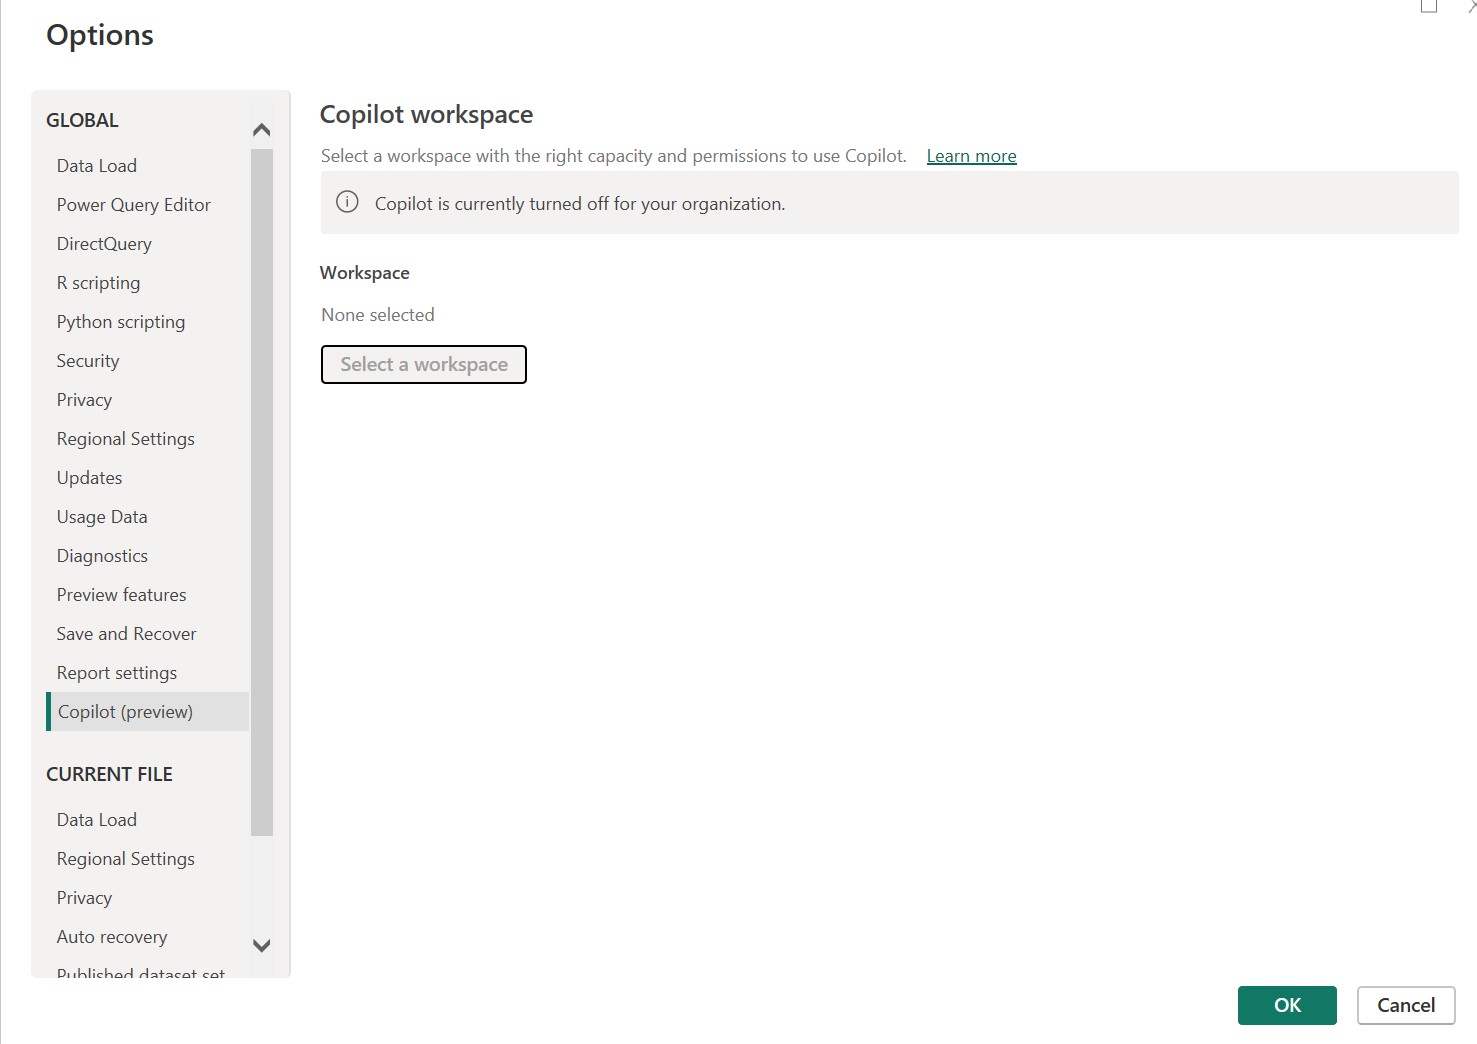 Options
GLOBAL
Data Load
Power Query Editor
DirectQuery
R scripting
Python scripting
Security
Privacy
Regional Settings
Updates
Usage Data
Diagnostics
Preview features
Save and Recover
Report settings
Copilot (preview)
CURRENT FILE
Data Load
Regional Settings
Privacy
Auto recovery
Published dataset set
Copilot workspace
Select a workspace with the right capacity and permissions to use Copilot. Learn more
Copilot is currently turned off for your organization.
Workspace
None selected
Select a workspace
OK Cancel